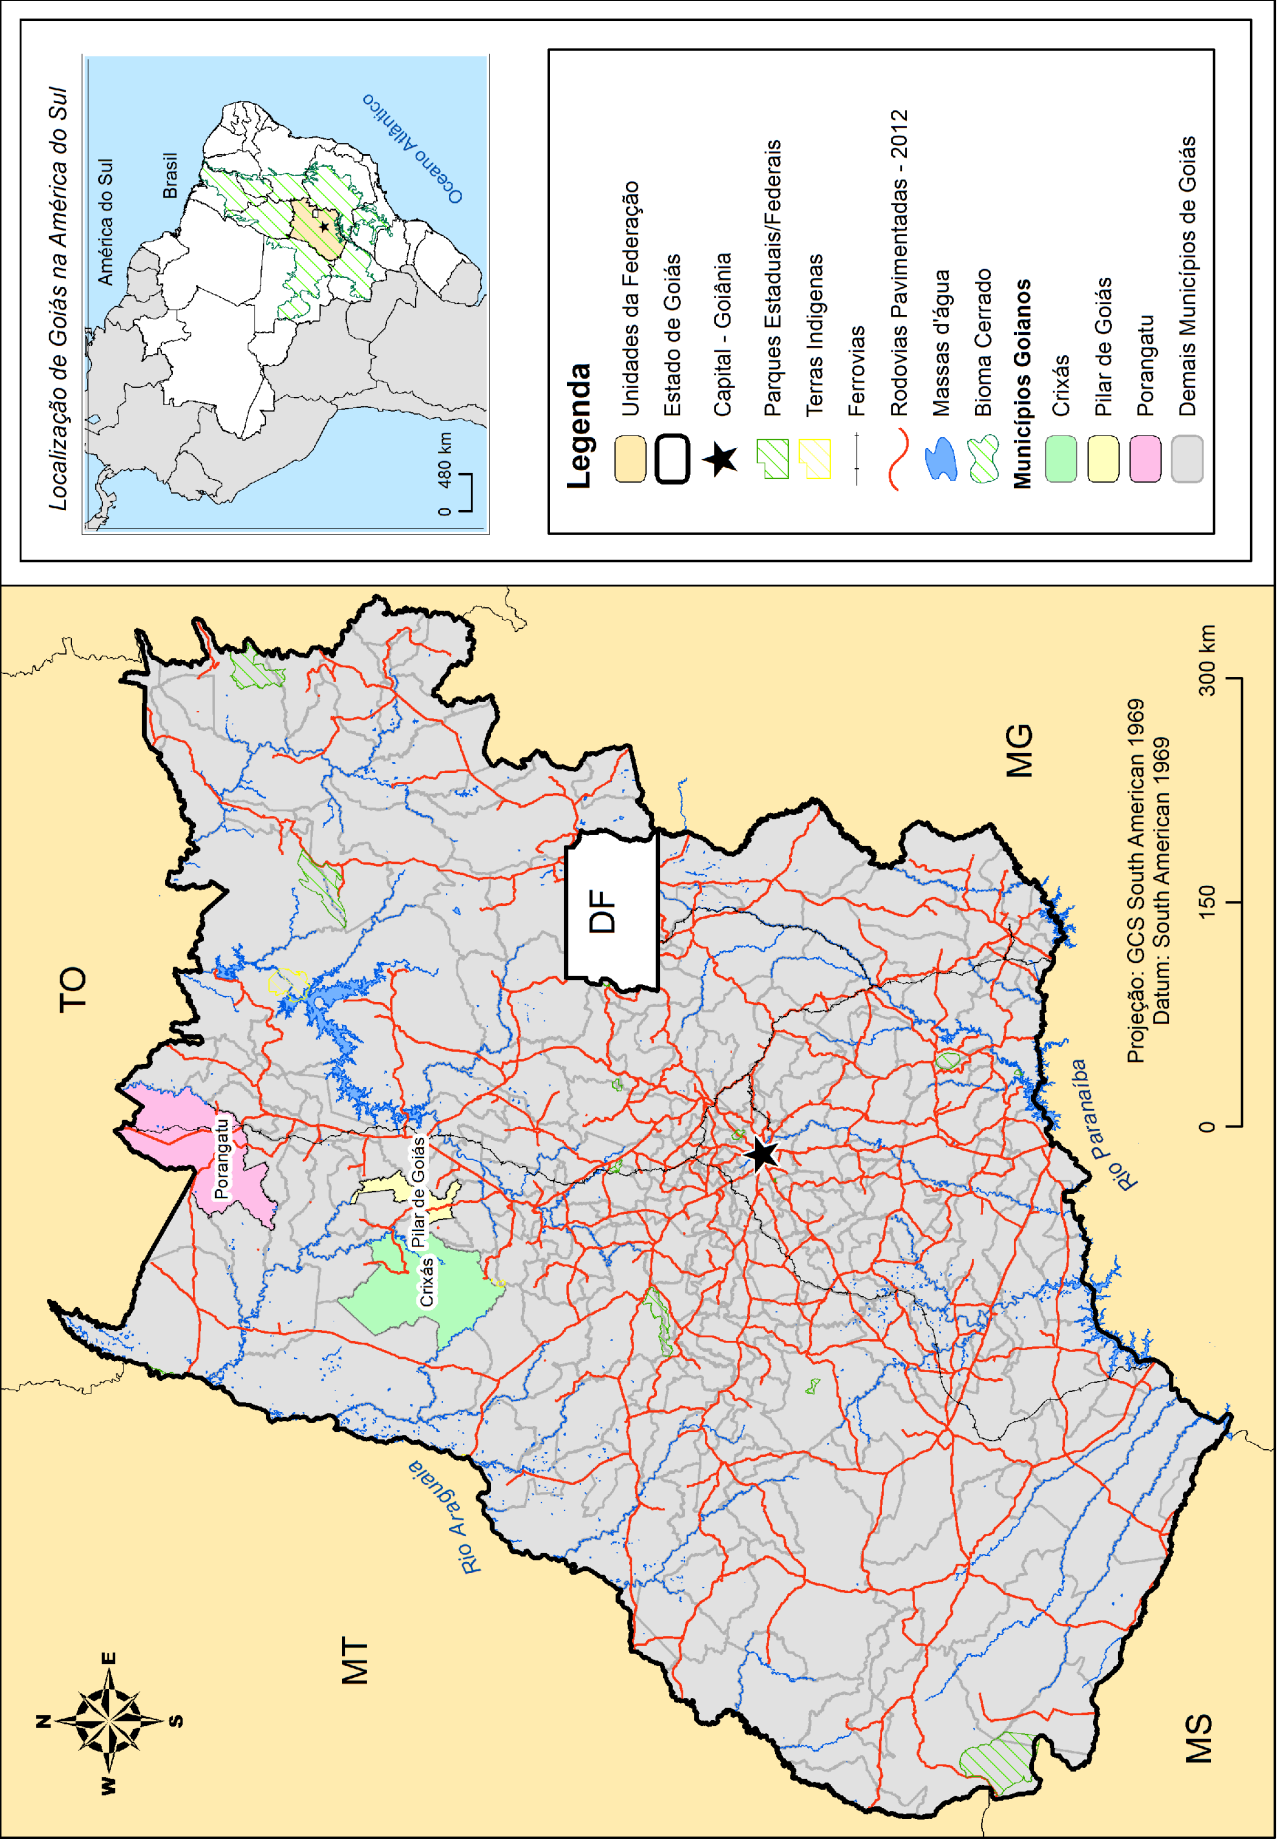 N
W
E
S
TO
MT
DF
MG
MS
Porangatu
Pilar de Goiás
Crixás
Rio Araguaia
Rio Paranaíba
0
150
300 km
Projeção: GCS South American 1969
Datum: South American 1969
Localização de Goiás na América do Sul
América do Sul
Brasil
Oceano Atlântico
0
480 km
Legenda
Unidades da Federação
Estado de Goiás
Capital - Goiânia
Parques Estaduais/Federais
Terras Indigenas
Ferrovias
Rodovias Pavimentadas - 2012
Massas d'água
Bioma Cerrado
Municípios Goianos
Crixás
Pilar de Goiás
Porangatu
Demais Municípios de Goiás